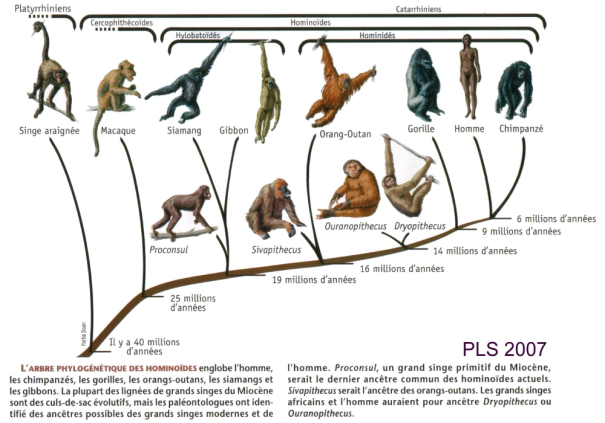 Platyrrhiniens
Catarrhiniens
Cercophithécoïdes
Hominoïdes
Hylobatoïdés
Hominidés
Singe araignée
Macaque
Siamang
Gibbon
Orang-Outan
Gorille
Homme
Chimpanzé
Proconsul
Sivapithecus
Ouranopithecus
Dryopithecus
6 millions d'années
9 millions d'années
14 millions d'années
16 millions d'années
19 millions d'années
25 millions
d'années
Il y a 40 millions
d'années
PLS 2007
L'ARBRE PHYLOGÉNÉTIQUE DES HOMINOÏDES englobe l'homme,
les chimpanzés, les gorilles, les orangs-outans, les siamangs et
les gibbons. La plupart des lignées de grands singes du Miocène
sont des culs-de-sac évolutifs, mais les paléontologues ont iden-
tifié des ancêtres possibles des grands singes modernes et de
l'homme. Proconsul, un grand singe primitif du Miocène,
serait le dernier ancêtre commun des hominoïdes actuels.
Sivapithecus serait l'ancêtre des orangs-outans. Les grands singes
africains et l'homme auraient pour ancêtre Dryopithecus ou
Ouranopithecus.